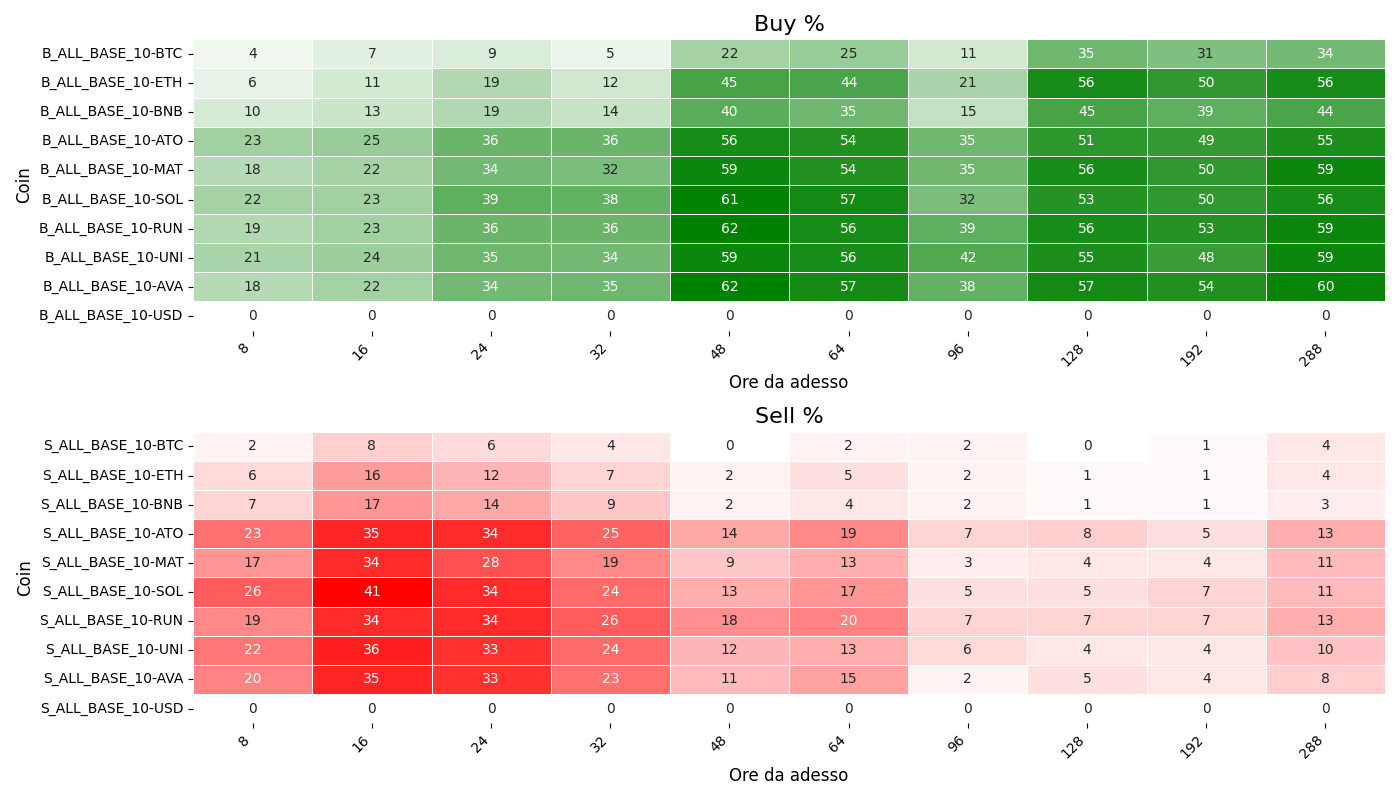 Buy %
Coin
B_ALL_BASE_10-BTC 4 7 9 5 22 25 11 35 31 34
B_ALL_BASE_10-ETH 6 11 19 12 45 44 21 56 50 56
B_ALL_BASE_10-BNB 10 13 19 14 40 35 15 45 39 44
B_ALL_BASE_10-ATO 23 25 36 36 56 54 35 51 49 55
B_ALL_BASE_10-MAT 18 22 34 32 59 54 35 56 50 59
B_ALL_BASE_10-SOL 22 23 39 38 61 57 32 53 50 56
B_ALL_BASE_10-RUN 19 23 36 36 62 56 39 56 53 59
B_ALL_BASE_10-UNI 21 24 35 34 59 56 42 55 48 59
B_ALL_BASE_10-AVA 18 22 34 35 62 57 38 57 54 60
B_ALL_BASE_10-USD 0 0 0 0 0 0 0 0 0 0
8 16 24 32 48 64 96 128 192 288
Ore da adesso
Sell %
Coin
S_ALL_BASE_10-BTC 2 8 6 4 0 2 2 0 1 4
S_ALL_BASE_10-ETH 6 16 12 7 2 5 2 1 1 4
S_ALL_BASE_10-BNB 7 17 14 9 2 4 2 1 1 3
S_ALL_BASE_10-ATO 23 35 34 25 14 19 7 8 5 13
S_ALL_BASE_10-MAT 17 34 28 19 9 13 3 4 4 11
S_ALL_BASE_10-SOL 26 41 34 24 13 17 5 5 7 11
S_ALL_BASE_10-RUN 19 34 34 26 18 20 7 7 7 13
S_ALL_BASE_10-UNI 22 36 33 24 12 13 6 4 4 10
S_ALL_BASE_10-AVA 20 35 33 23 11 15 2 5 4 8
S_ALL_BASE_10-USD 0 0 0 0 0 0 0 0 0 0
8 16 24 32 48 64 96 128 192 288
Ore da adesso